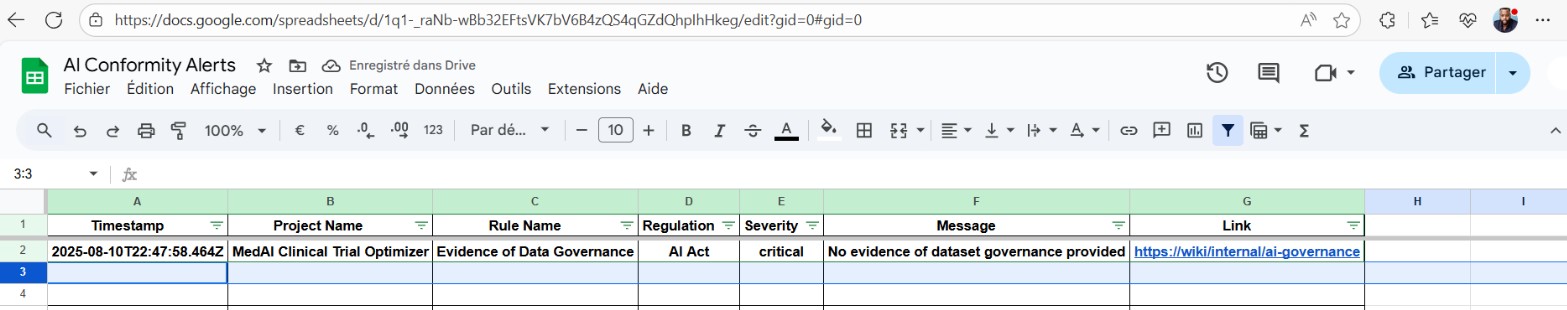 https://docs.google.com/spreadsheets/d/1q1-_raNb-wBb32EFtsVK7bV6B4zQS4qGZdQhpIhHkeg/edit?gid=0#gid=0
AI Conformity Alerts Enregistré dans Drive
Fichier Édition Affichage Insertion Format Données Outils Extensions Aide
Partager
100% € % .0 .00 123 Par dé... 10 B I S A Σ
3:3 fx
A B C D E F G H I
1 Timestamp Project Name Rule Name Regulation Severity Message Link
2 2025-08-10T22:47:58.464Z MedAI Clinical Trial Optimizer Evidence of Data Governance AI Act critical No evidence of dataset governance provided https://wiki/internal/ai-governance
3
4